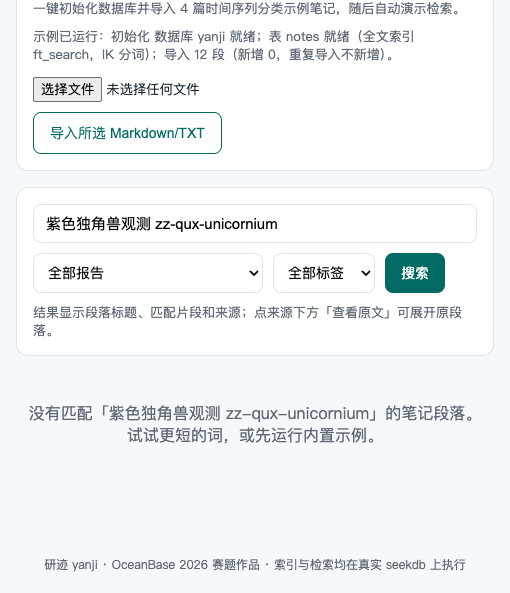 一键初始化数据库并导入 4 篇时间序列分类示例笔记，随后自动演示检索。
示例已运行：初始化 数据库 yanji 就绪；表 notes 就绪（全文索引
ft_search，IK 分词）；导入 12 段（新增 0，重复导入不新增）。
选择文件 未选择任何文件
导入所选 Markdown/TXT
紫色独角兽观测 zz-qux-unicornium
全部报告 全部标签 搜索
结果显示段落标题、匹配片段和来源；点来源下方「查看原文」可展开原段
落。
没有匹配「紫色独角兽观测 zz-qux-unicornium」的笔记段落。
试试更短的词，或先运行内置示例。
研迹 yanji · OceanBase 2026 赛题作品 · 索引与检索均在真实 seekdb 上执行